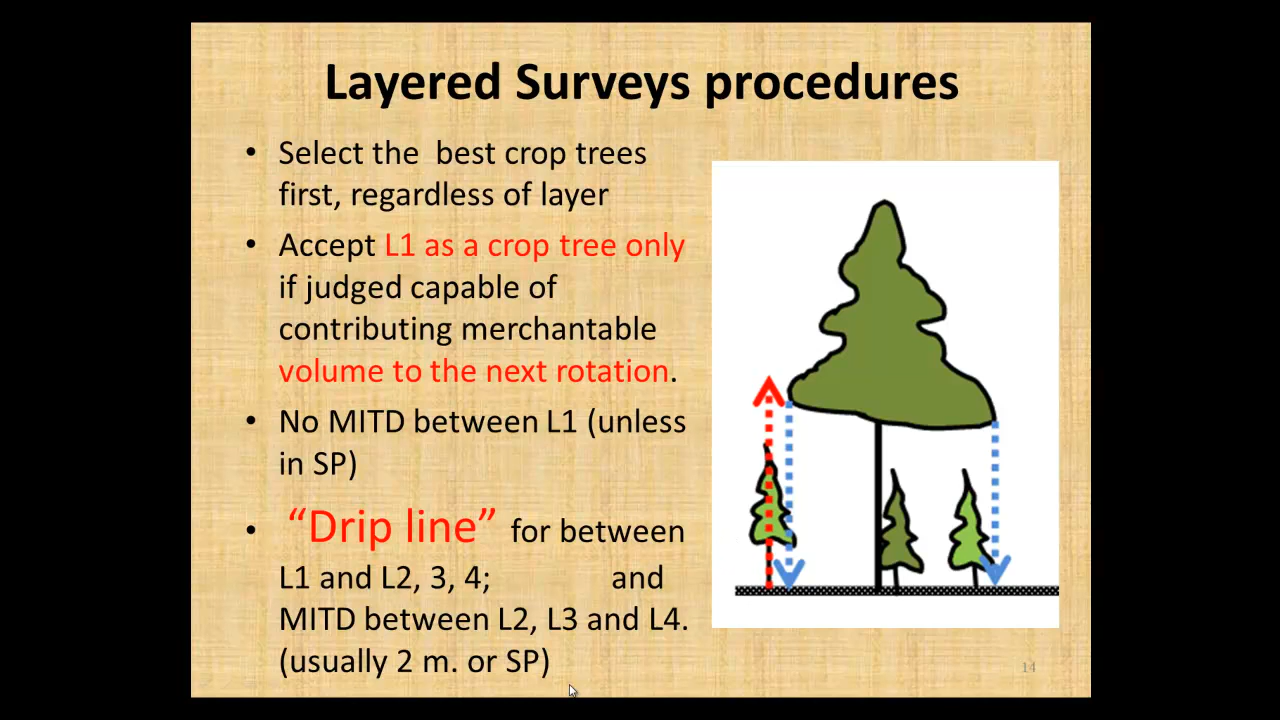 Layered Surveys procedures
• Select the best crop trees
first, regardless of layer
• Accept L1 as a crop tree only
if judged capable of
contributing merchantable
volume to the next rotation.
• No MITD between L1 (unless
in SP)
• “Drip line” for between
L1 and L2, 3, 4; and
MITD between L2, L3 and L4.
(usually 2 m. or SP)
14